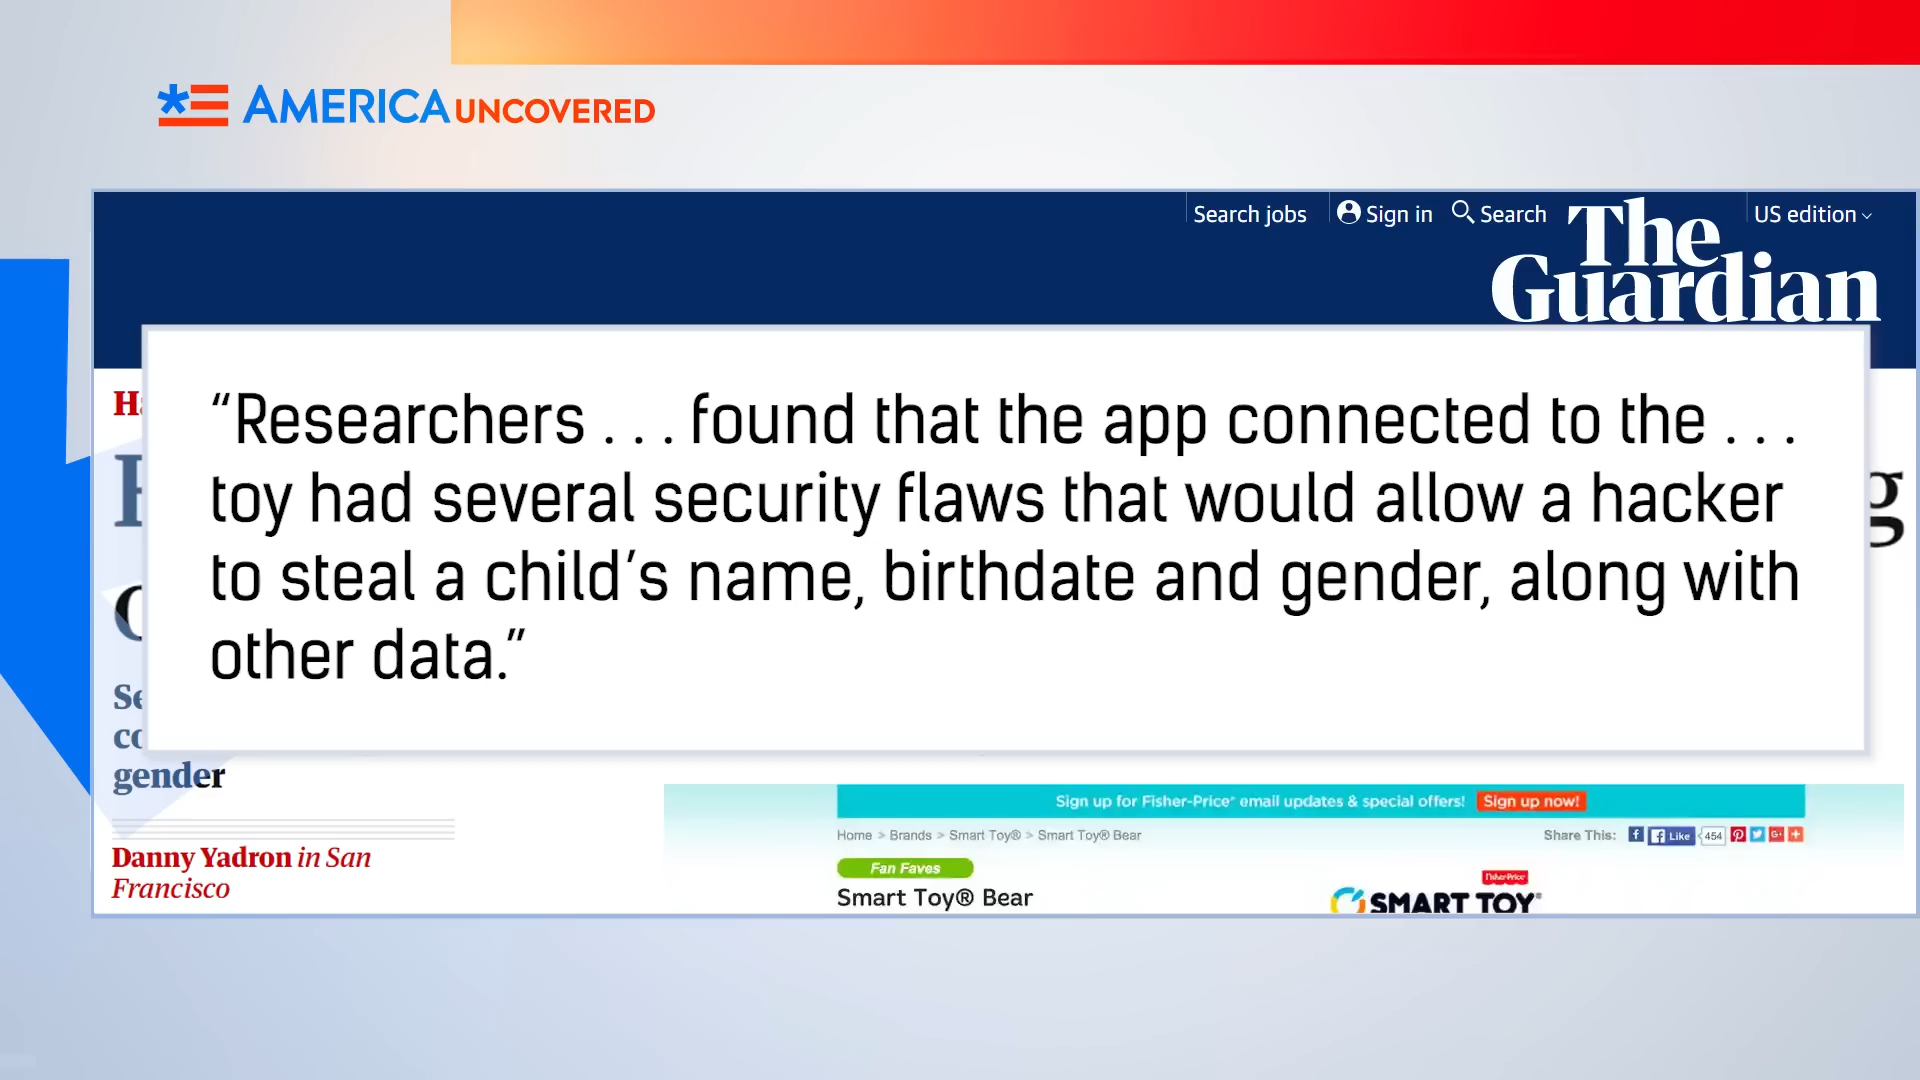 AMERICA UNCOVERED
Search jobs Sign in Search US edition
The
Guardian
“Researchers . . . found that the app connected to the . . .
toy had several security flaws that would allow a hacker
to steal a child’s name, birthdate and gender, along with
other data.”
gender
Danny Yadron in San
Francisco
Sign up for Fisher-Price® email updates & special offers! Sign up now!
Home > Brands > Smart Toy® > Smart Toy® Bear
Share This: Like 454
Fan Faves
Smart Toy® Bear
Fisher-Price
SMART TOY